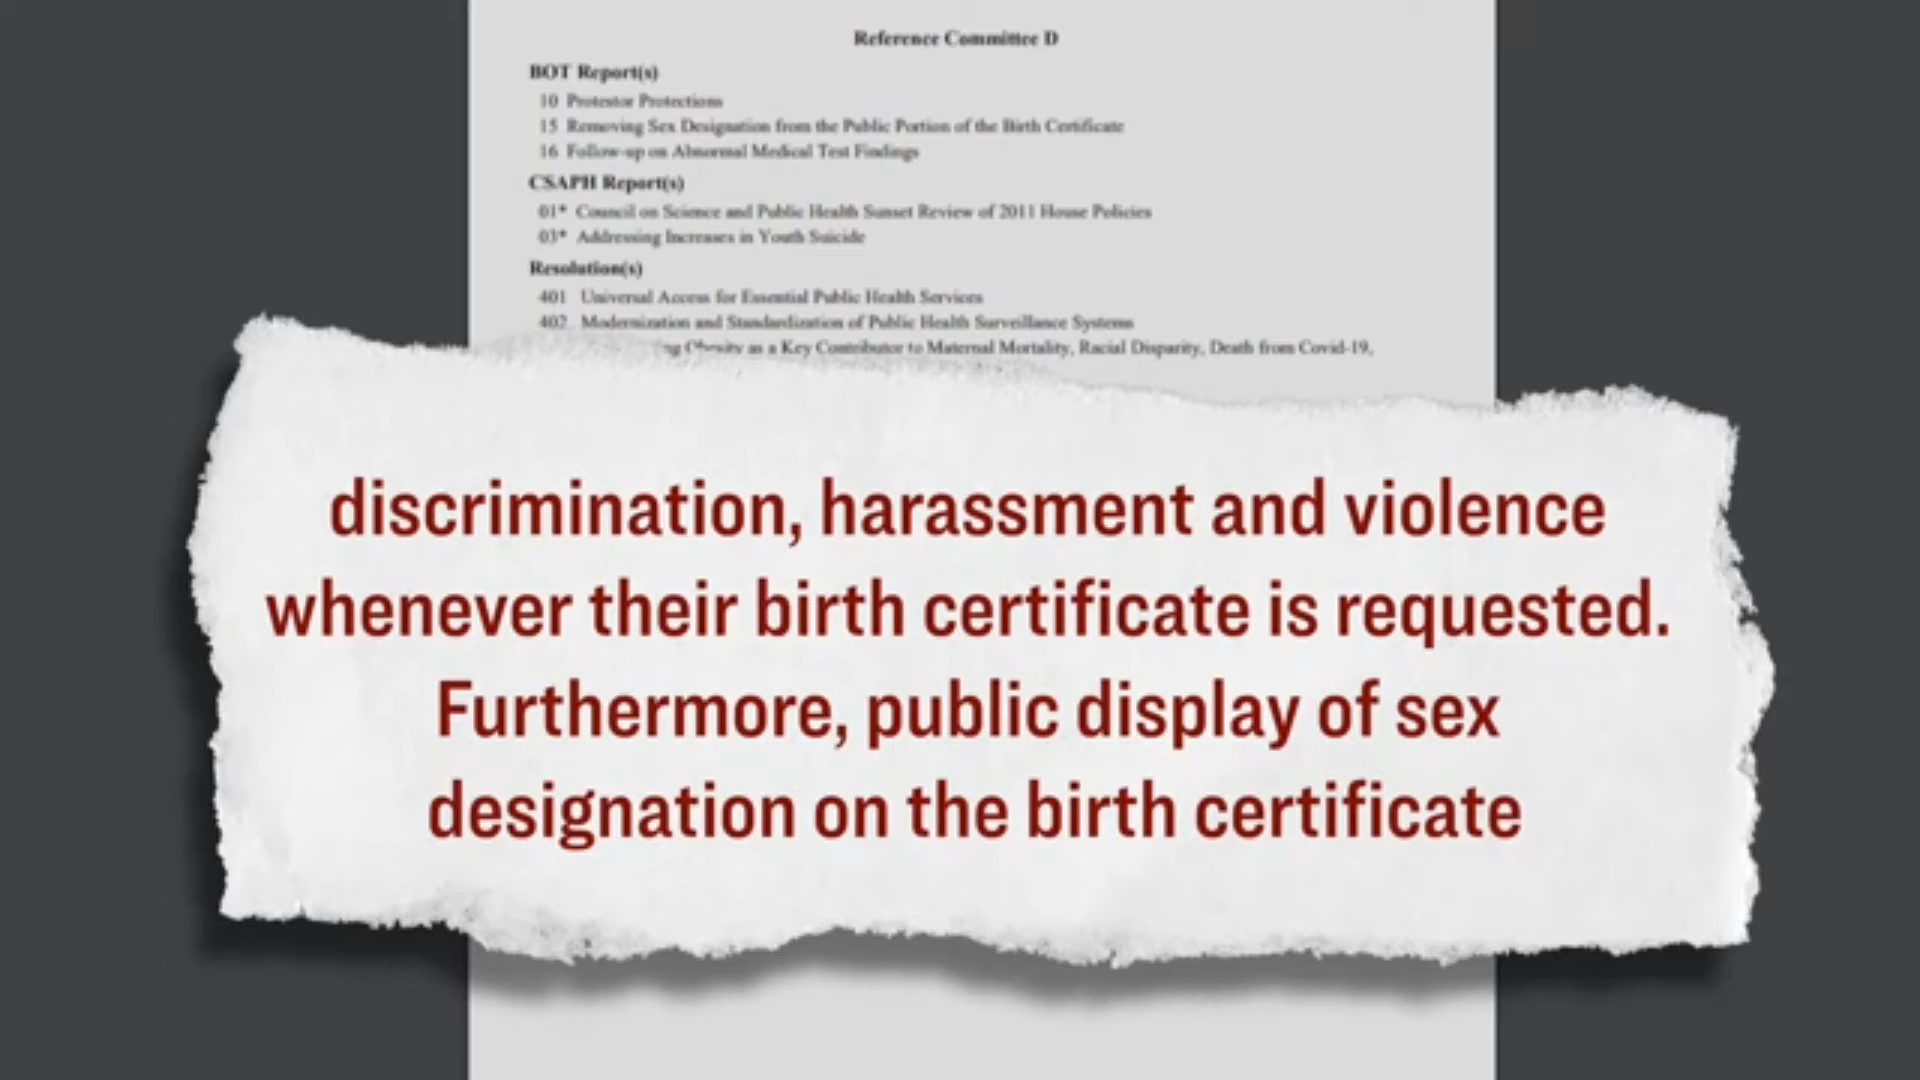 Reference Committee D
BOT Report(s)
10 Protestor Protections
15 Removing Sex Designation from the Public Portion of the Birth Certificate
16 Follow-up on Abnormal Medical Test Findings
CSAPH Report(s)
01* Council on Science and Public Health Sunset Review of 2011 House Policies
03* Addressing Increases in Youth Suicide
Resolution(s)
401 Universal Access for Essential Public Health Services
402 Modernization and Standardization of Public Health Surveillance Systems
Obesity as a Key Contributor to Maternal Mortality, Racial Disparity, Death from Covid-19,
discrimination, harassment and violence
whenever their birth certificate is requested.
Furthermore, public display of sex
designation on the birth certificate